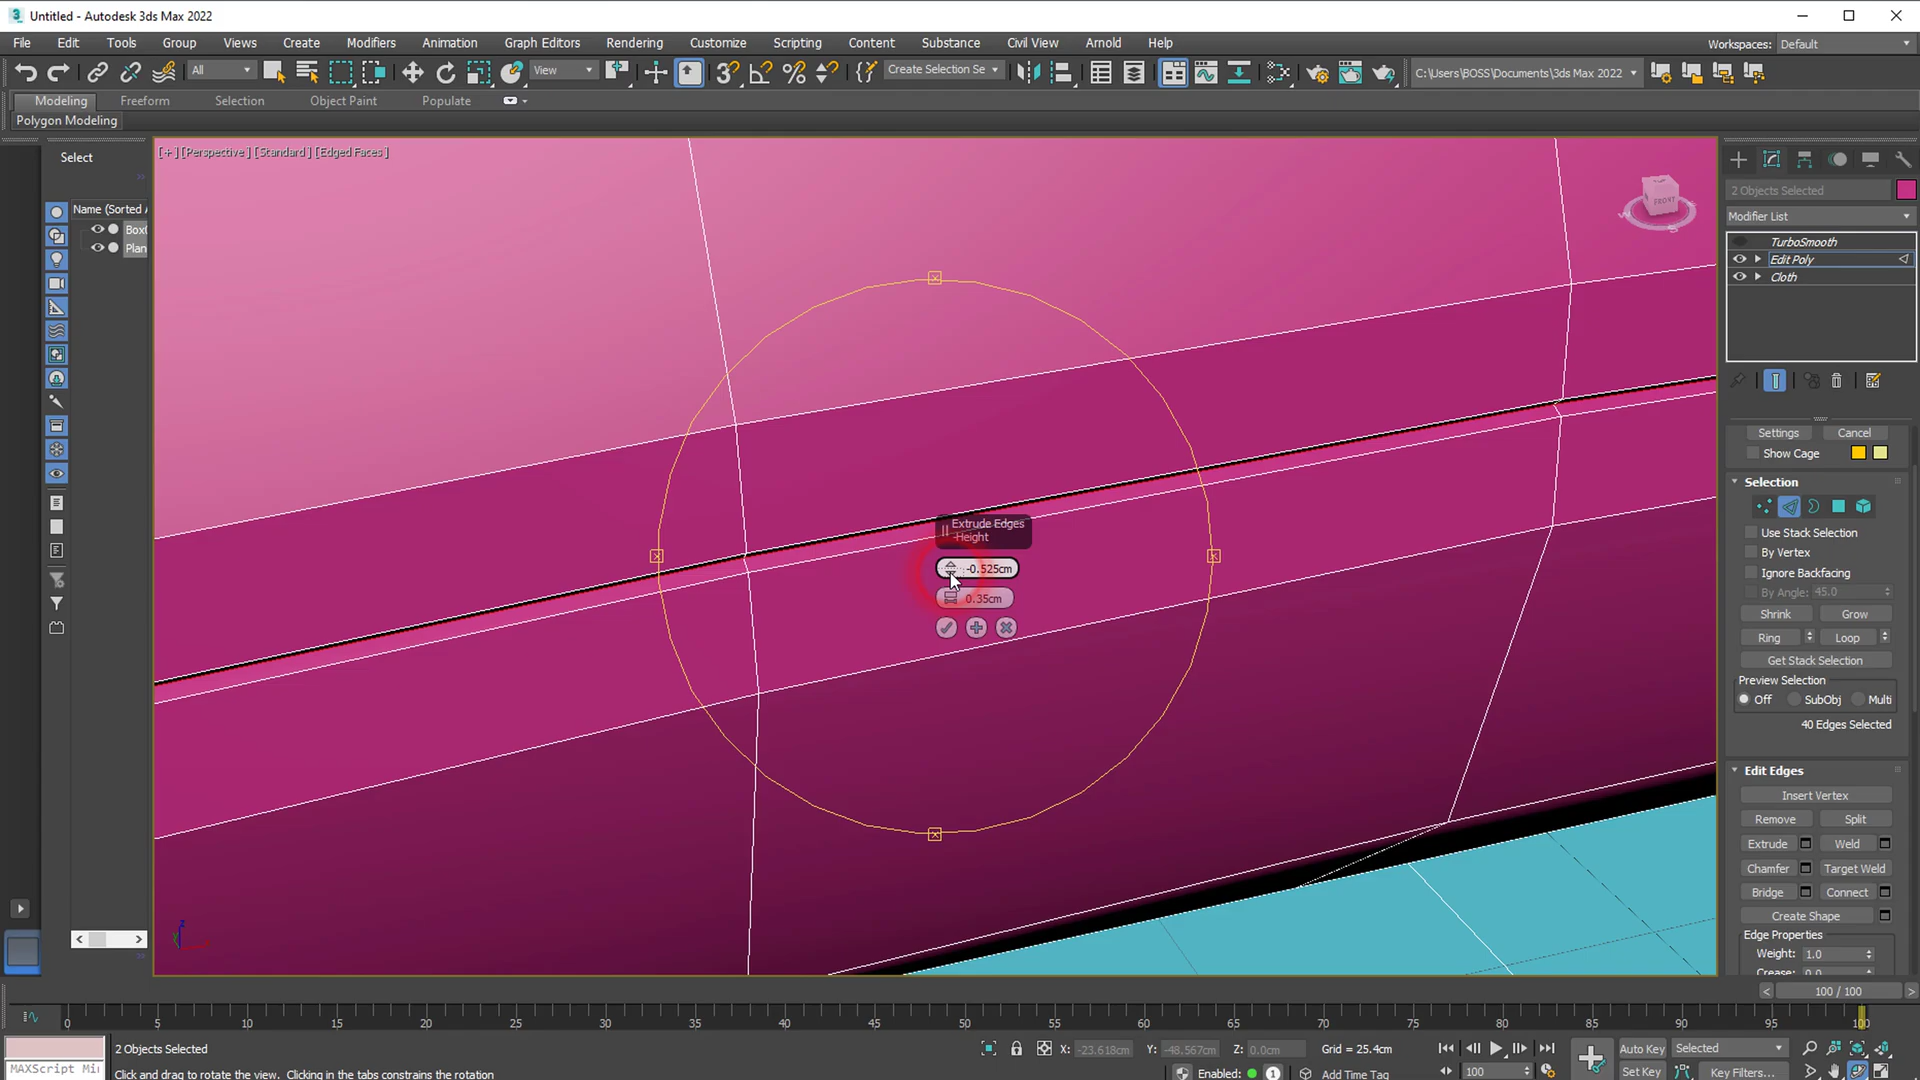 Untitled - Autodesk 3ds Max 2022
File Edit Tools Group Views Create Modifiers Animation Graph Editors Rendering Customize Scripting Content Substance Civil View Arnold Help
Workspaces: Default
All View Create Selection Se C:\Users\BOSS\Documents\3ds Max 2022
Modeling Freeform Selection Object Paint Populate
Polygon Modeling
Select
Name (Sorted A
Box0
Plan
[+] [Perspective] [Standard] [Edged Faces]
FRONT
Extrude Edges
-Height
-0.525cm
0.35cm
2 Objects Selected
Modifier List
TurboSmooth
Edit Poly
Cloth
Settings Cancel
Show Cage
Selection
Use Stack Selection
By Vertex
Ignore Backfacing
By Angle: 45.0
Shrink Grow
Ring Loop
Get Stack Selection
Preview Selection
Off SubObj Multi
40 Edges Selected
Edit Edges
Insert Vertex
Remove Split
Extrude Weld
Chamfer Target Weld
Bridge Connect
Create Shape
Edge Properties
Weight: 1.0
Crease: 0.0
100 / 100
0 5 10 15 20 25 30 35 40 45 50 55 60 65 70 75 80 85 90 95 100
2 Objects Selected
X: -23.618cm Y: -48.567cm Z: 0.0cm Grid = 25.4cm
Auto Key Selected
MAXScript Mi
Click and drag to rotate the view. Clicking in the tabs constrains the rotation
Enabled: 1 Add Time Tag
100
Set Key Key Filters...